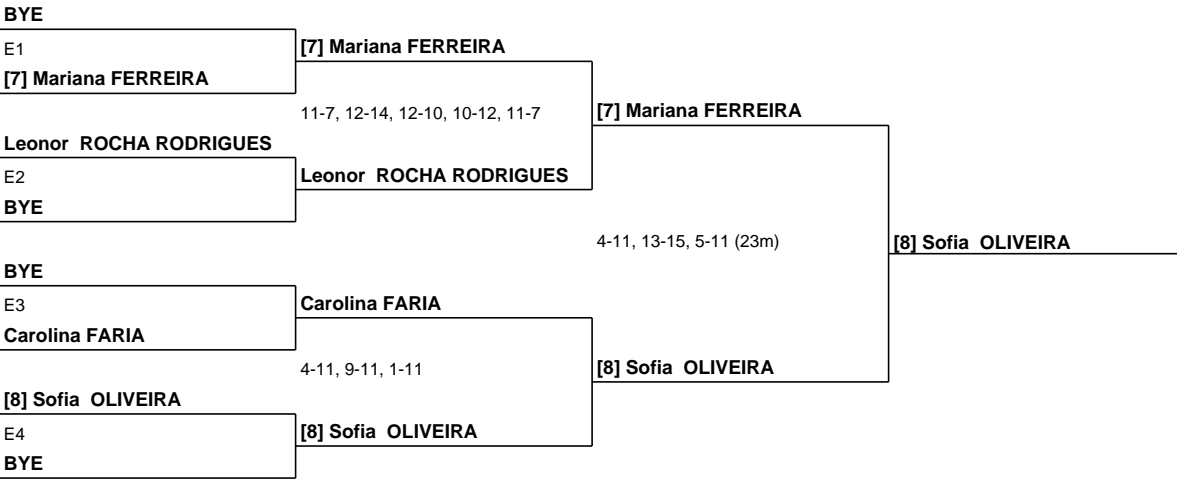 BYE
E1
[7] Mariana FERREIRA
[7] Mariana FERREIRA
11-7, 12-14, 12-10, 10-12, 11-7
[7] Mariana FERREIRA
Leonor  ROCHA RODRIGUES
E2
Leonor  ROCHA RODRIGUES
BYE
4-11, 13-15, 5-11 (23m)
[8] Sofia  OLIVEIRA
BYE
E3
Carolina FARIA
Carolina FARIA
4-11, 9-11, 1-11
[8] Sofia  OLIVEIRA
[8] Sofia  OLIVEIRA
E4
[8] Sofia  OLIVEIRA
BYE